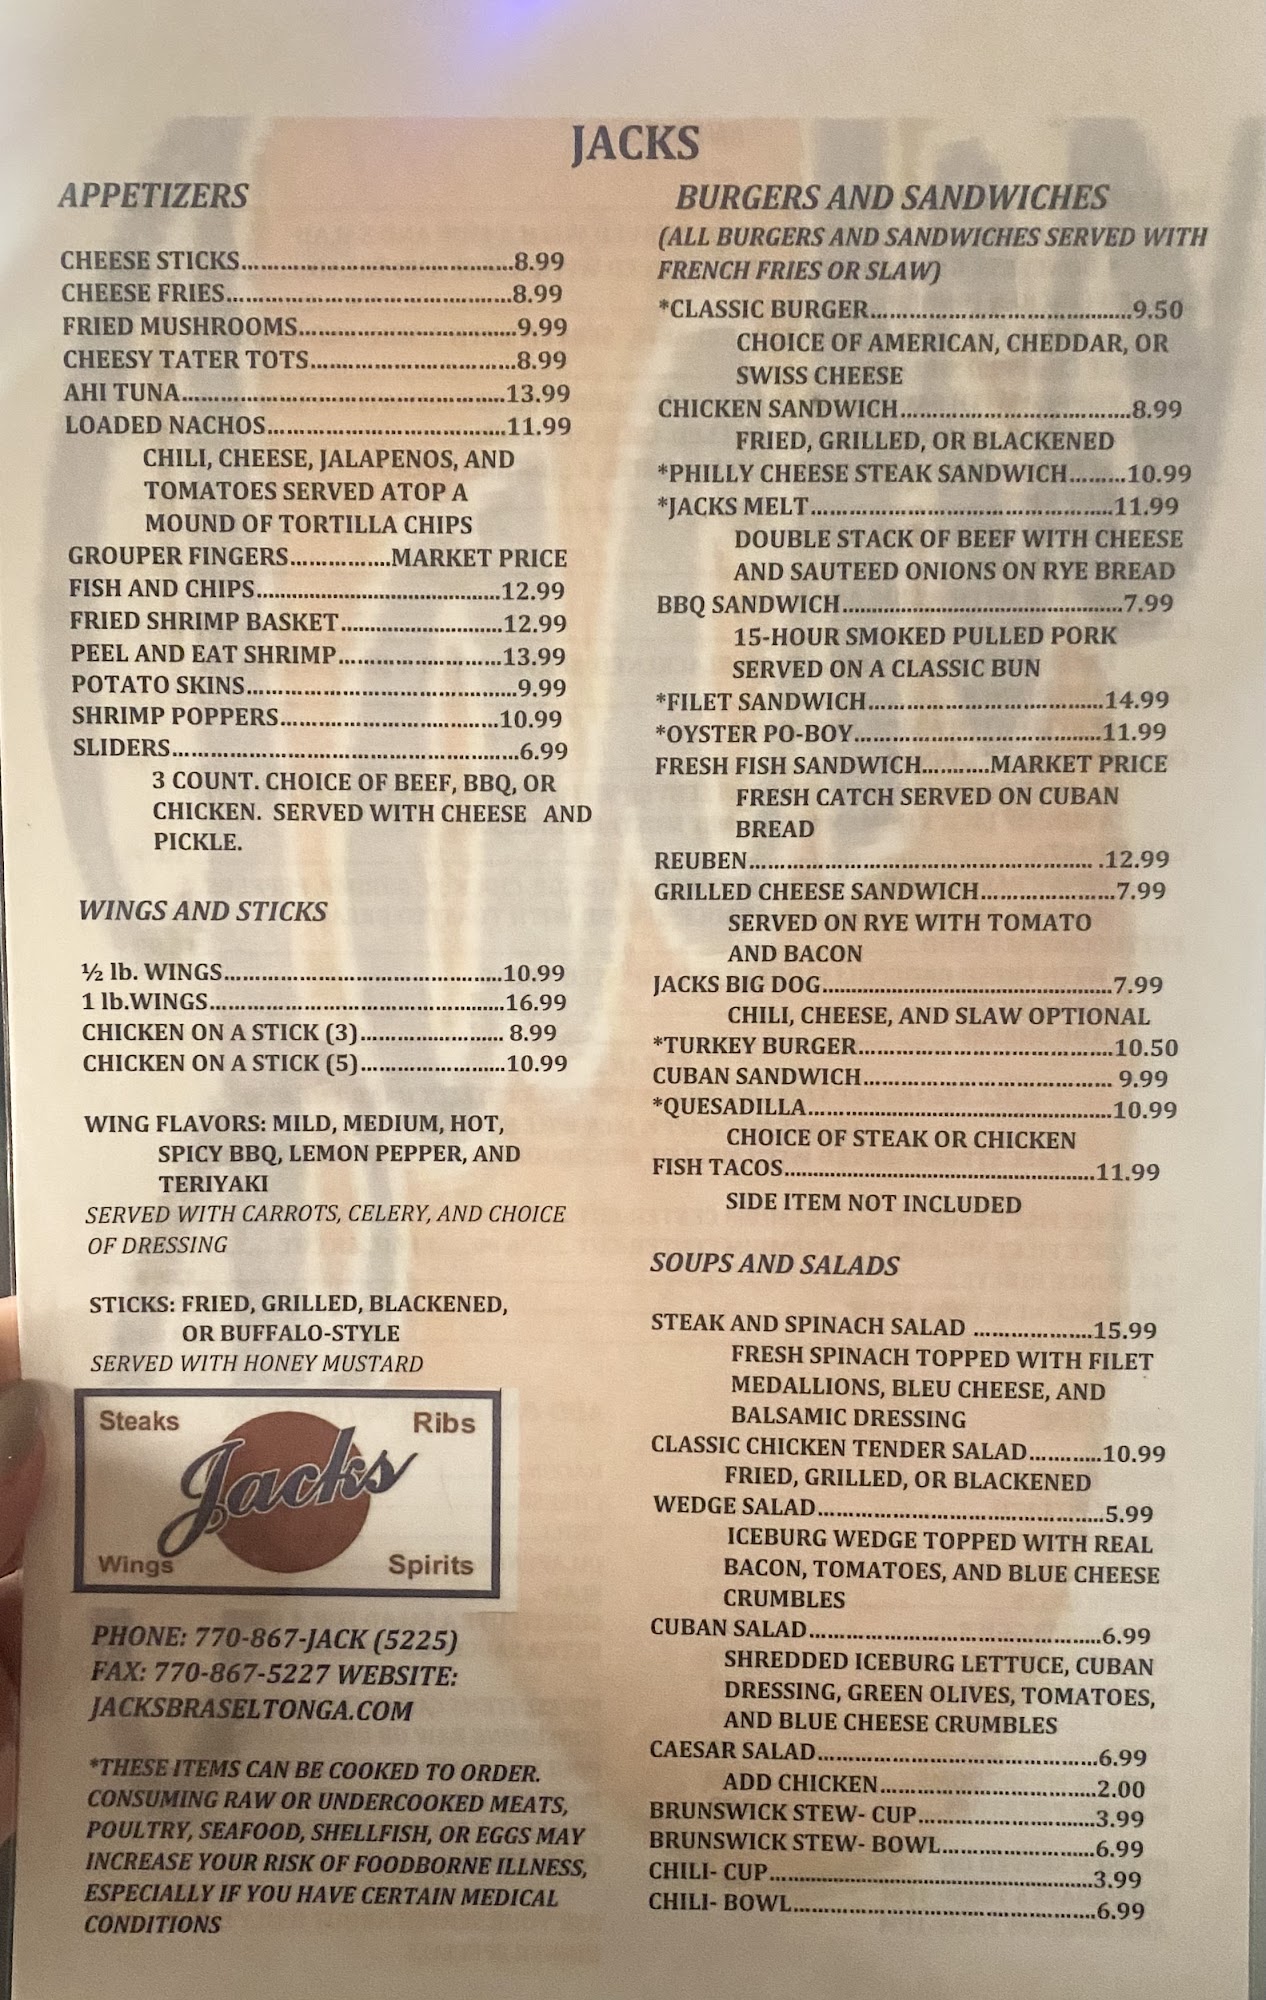 JACKS
APPETIZERS
CHEESE STICKS..........................................8.99
CHEESE FRIES............................................8.99
FRIED MUSHROOMS.................................9.99
CHEESY TATER TOTS................................8.99
AHI TUNA..................................................13.99
LOADED NACHOS.....................................11.99
CHILI, CHEESE, JALAPENOS, AND
TOMATOES SERVED ATOP A
MOUND OF TORTILLA CHIPS
GROUPER FINGERS................MARKET PRICE
FISH AND CHIPS......................................12.99
FRIED SHRIMP BASKET.........................12.99
PEEL AND EAT SHRIMP.........................13.99
POTATO SKINS..........................................9.99
SHRIMP POPPERS..................................10.99
SLIDERS.....................................................6.99
3 COUNT. CHOICE OF BEEF, BBQ, OR
CHICKEN. SERVED WITH CHEESE AND
PICKLE.
WINGS AND STICKS
½ lb. WINGS...........................................10.99
1 lb.WINGS.............................................16.99
CHICKEN ON A STICK (3)...................... 8.99
CHICKEN ON A STICK (5)......................10.99
WING FLAVORS: MILD, MEDIUM, HOT,
SPICY BBQ, LEMON PEPPER, AND
TERIYAKI
SERVED WITH CARROTS, CELERY, AND CHOICE
OF DRESSING
STICKS: FRIED, GRILLED, BLACKENED,
OR BUFFALO-STYLE
SERVED WITH HONEY MUSTARD
Steaks Ribs
Jacks
Wings Spirits
PHONE: 770-867-JACK (5225)
FAX: 770-867-5227 WEBSITE:
JACKSBRASELTONGA.COM
*THESE ITEMS CAN BE COOKED TO ORDER.
CONSUMING RAW OR UNDERCOOKED MEATS,
POULTRY, SEAFOOD, SHELLFISH, OR EGGS MAY
INCREASE YOUR RISK OF FOODBORNE ILLNESS,
ESPECIALLY IF YOU HAVE CERTAIN MEDICAL
CONDITIONS
BURGERS AND SANDWICHES
(ALL BURGERS AND SANDWICHES SERVED WITH
FRENCH FRIES OR SLAW)
*CLASSIC BURGER........................................9.50
CHOICE OF AMERICAN, CHEDDAR, OR
SWISS CHEESE
CHICKEN SANDWICH...................................8.99
FRIED, GRILLED, OR BLACKENED
*PHILLY CHEESE STEAK SANDWICH.........10.99
*JACKS MELT...............................................11.99
DOUBLE STACK OF BEEF WITH CHEESE
AND SAUTEED ONIONS ON RYE BREAD
BBQ SANDWICH...........................................7.99
15-HOUR SMOKED PULLED PORK
SERVED ON A CLASSIC BUN
*FILET SANDWICH....................................14.99
*OYSTER PO-BOY......................................11.99
FRESH FISH SANDWICH...........MARKET PRICE
FRESH CATCH SERVED ON CUBAN
BREAD
REUBEN.................................................... .12.99
GRILLED CHEESE SANDWICH.....................7.99
SERVED ON RYE WITH TOMATO
AND BACON
JACKS BIG DOG.............................................7.99
CHILI, CHEESE, AND SLAW OPTIONAL
*TURKEY BURGER.......................................10.50
CUBAN SANDWICH...................................... 9.99
*QUESADILLA...............................................10.99
CHOICE OF STEAK OR CHICKEN
FISH TACOS................................................11.99
SIDE ITEM NOT INCLUDED
SOUPS AND SALADS
STEAK AND SPINACH SALAD ..................15.99
FRESH SPINACH TOPPED WITH FILET
MEDALLIONS, BLEU CHEESE, AND
BALSAMIC DRESSING
CLASSIC CHICKEN TENDER SALAD...........10.99
FRIED, GRILLED, OR BLACKENED
WEDGE SALAD............................................5.99
ICEBURG WEDGE TOPPED WITH REAL
BACON, TOMATOES, AND BLUE CHEESE
CRUMBLES
CUBAN SALAD.............................................6.99
SHREDDED ICEBURG LETTUCE, CUBAN
DRESSING, GREEN OLIVES, TOMATOES,
AND BLUE CHEESE CRUMBLES
CAESAR SALAD...........................................6.99
ADD CHICKEN.................................2.00
BRUNSWICK STEW- CUP...........................3.99
BRUNSWICK STEW- BOWL.......................6.99
CHILI- CUP..................................................3.99
CHILI- BOWL..............................................6.99